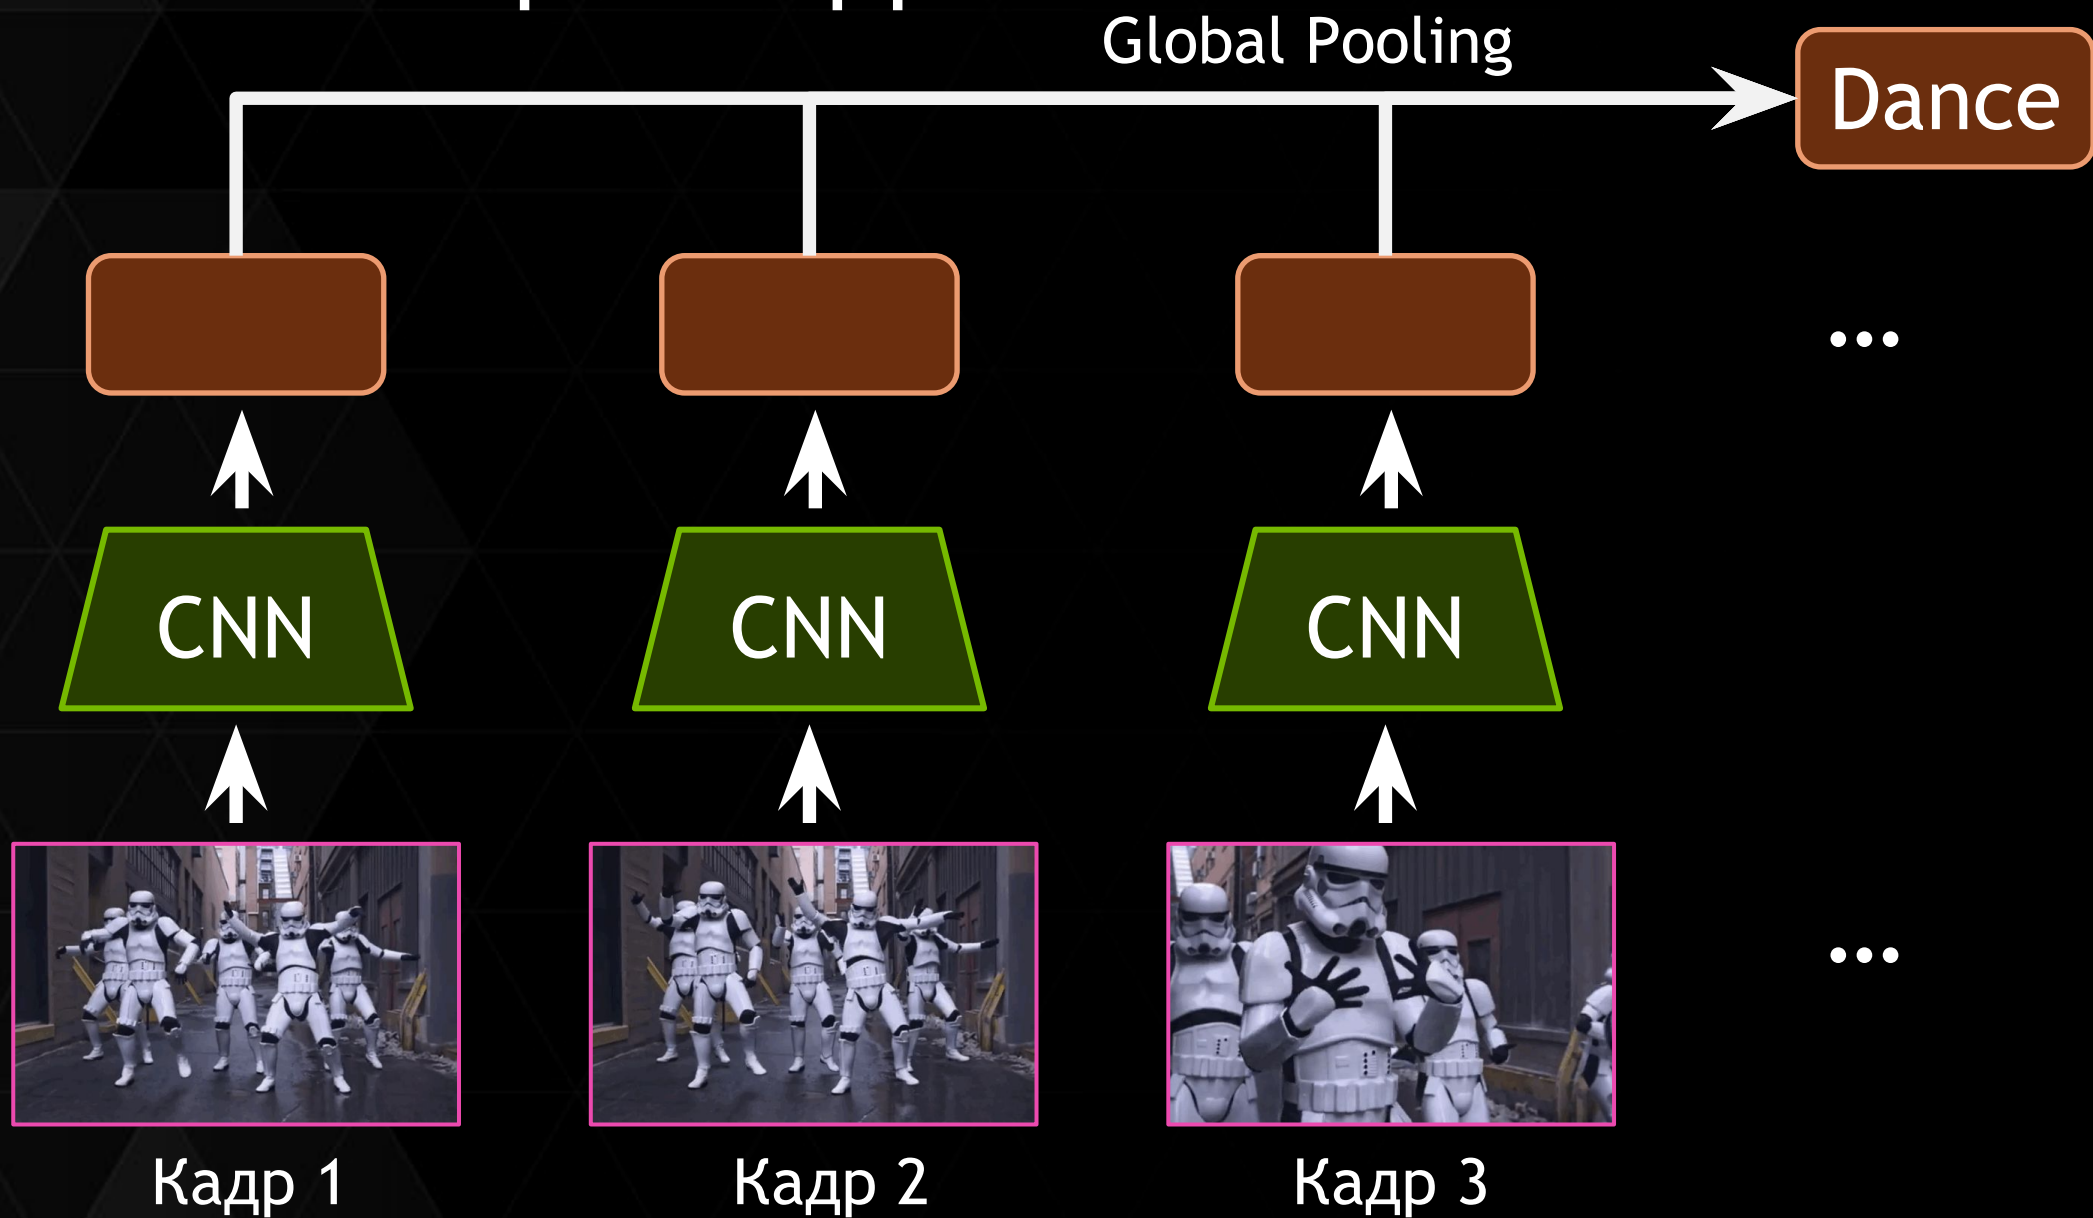 Global Pooling
Dance
...
CNN CNN CNN
...
Кадр 1 Кадр 2 Кадр 3